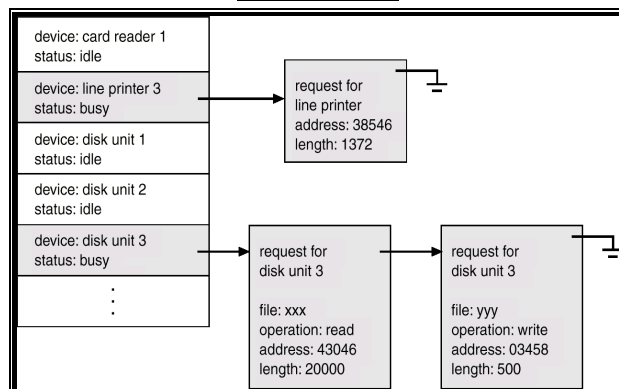 device: card reader 1
status: idle
device: line printer 3
status: busy
device: disk unit 1
status: idle
device: disk unit 2
status: idle
device: disk unit 3
status: busy
request for
line printer
address: 38546
length: 1372
request for
disk unit 3
file: xxx
operation: read
address: 43046
length: 20000
request for
disk unit 3
file: yyy
operation: write
address: 03458
length: 500